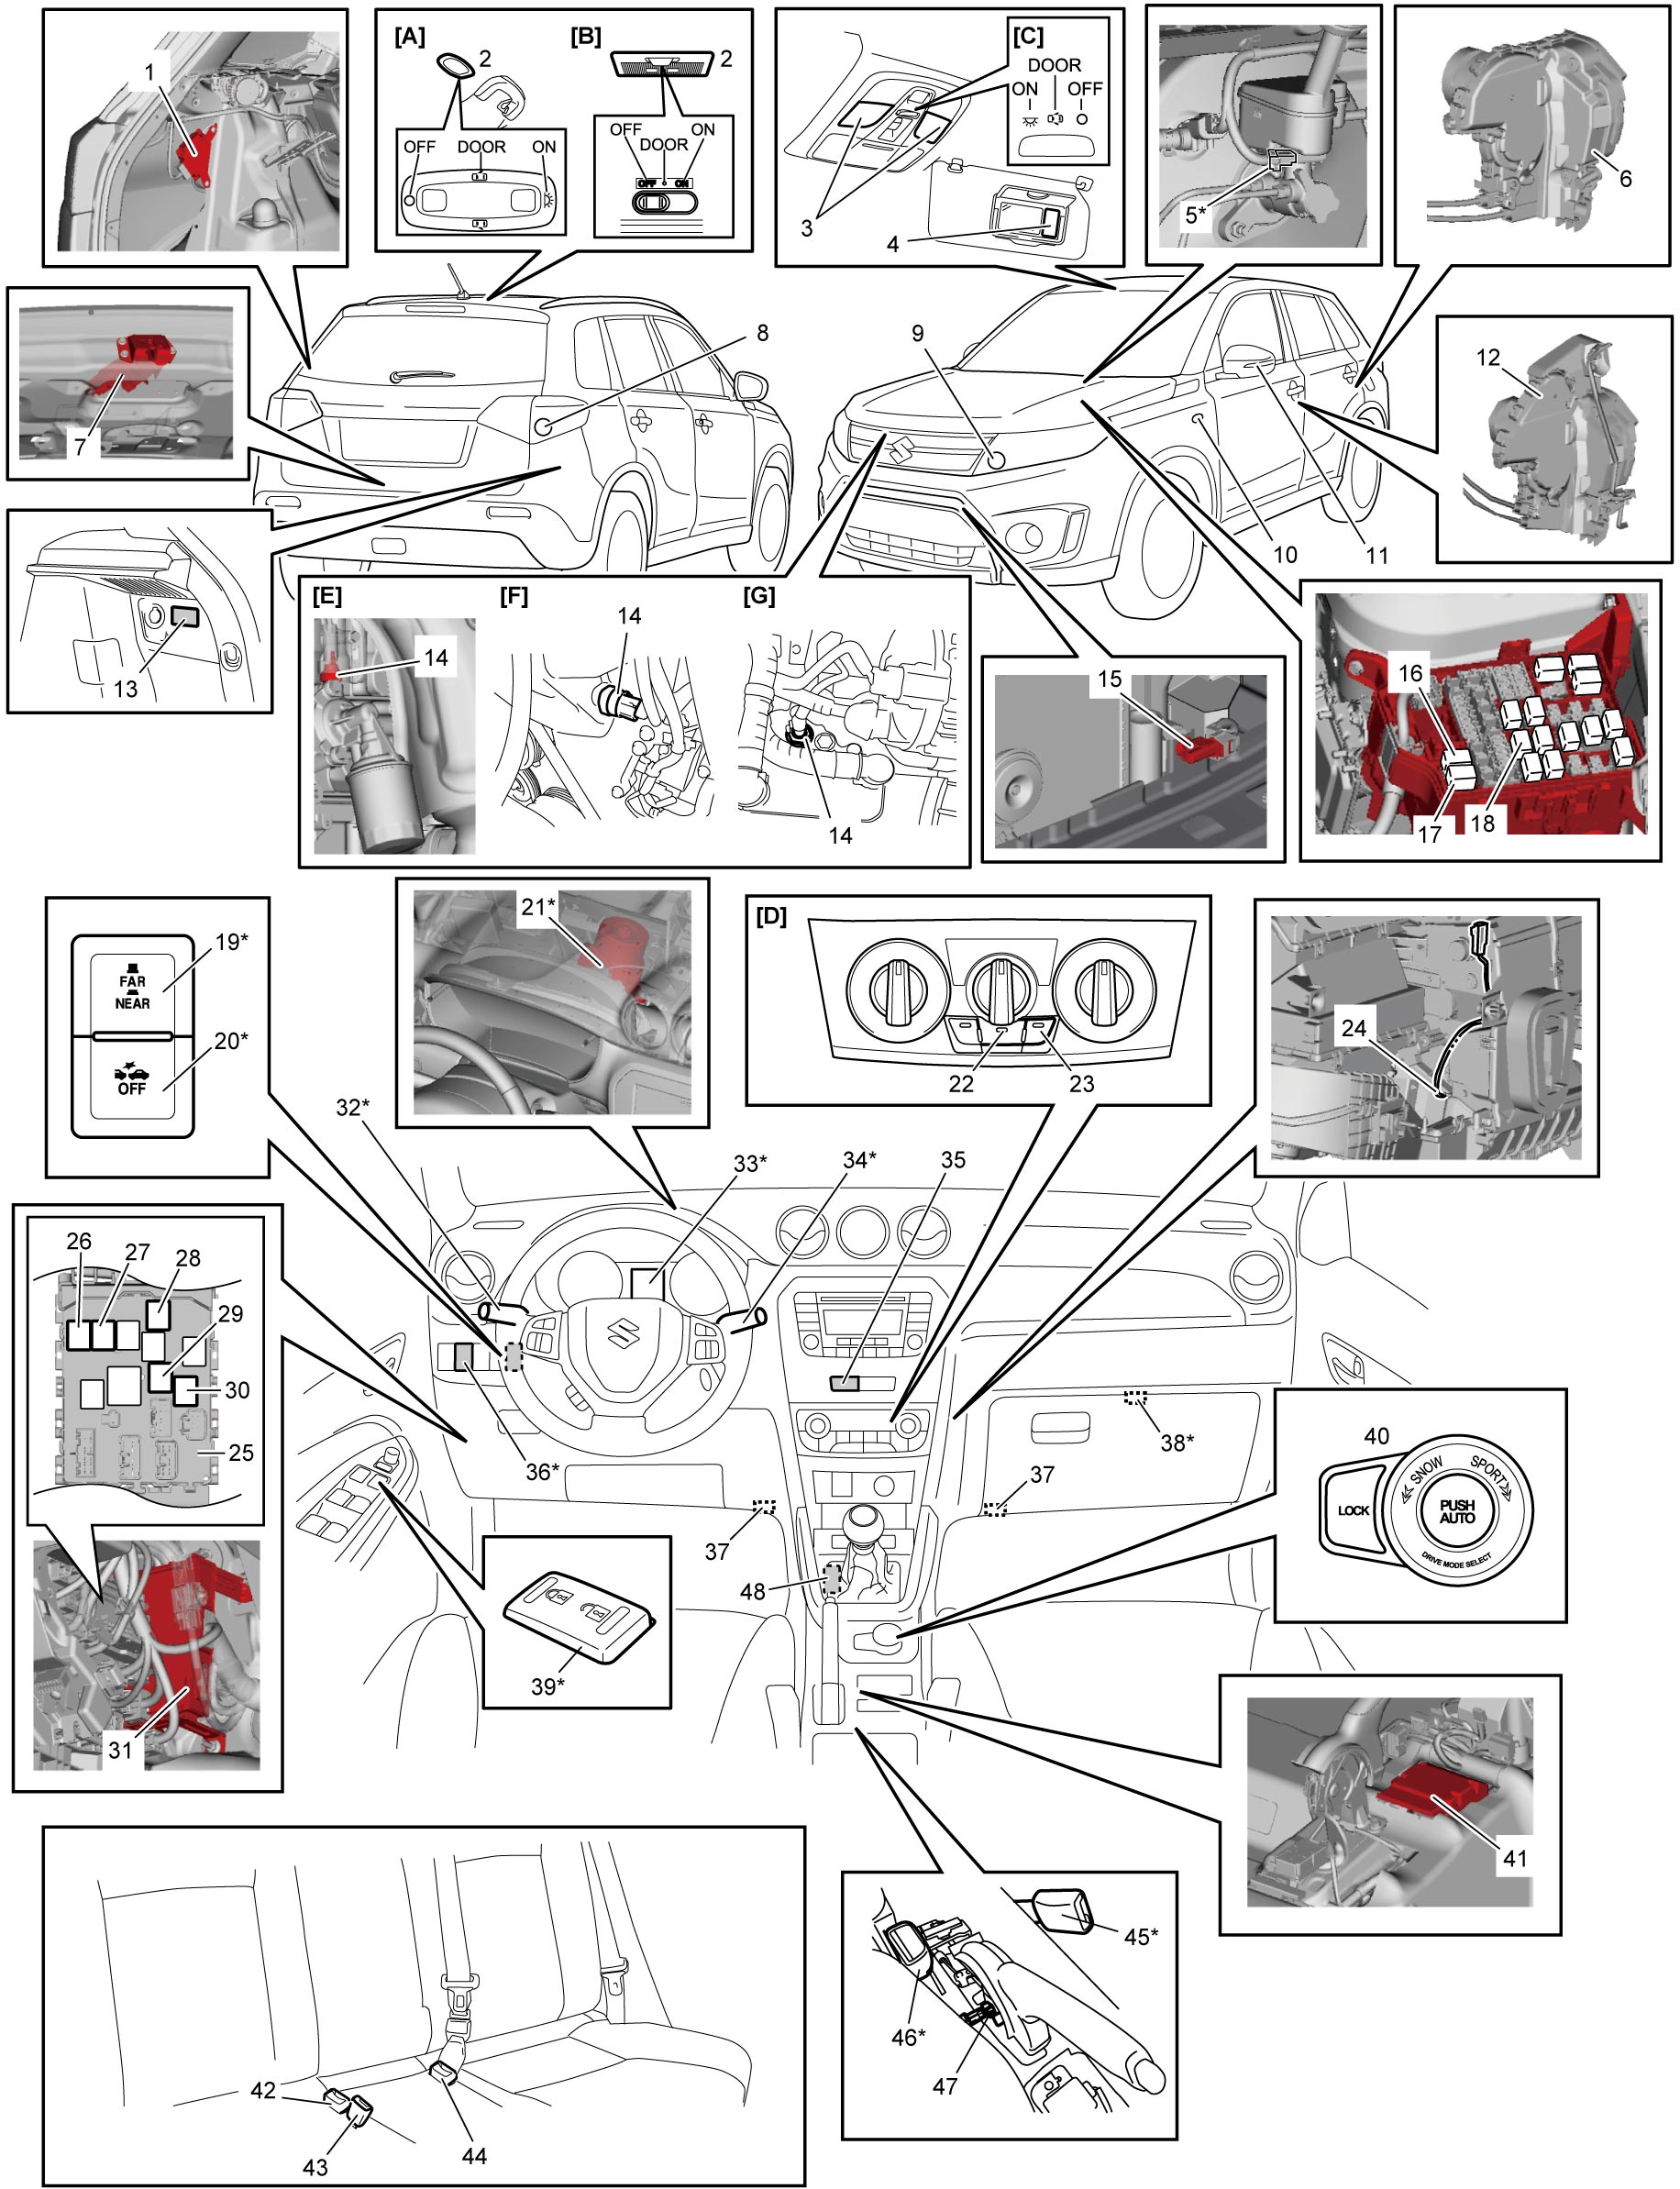 1
[A]
2
OFF DOOR ON
[B]
2
OFF ON
DOOR
OFF ON
[C]
DOOR
ON OFF
3
4
5*
6
7
8
9
10
11
12
13
[E]
14
[F]
14
[G]
14
15
16
17
18
19*
FAR
NEAR
20*
OFF
21*
[D]
22
23
24
32*
33*
34*
35
26
27
28
29
30
25
31
36*
37
37
38*
48
39*
40
LOCK
SNOW
SPORT
PUSH
AUTO
DRIVE MODE SELECT
41
42
43
44
45*
46*
47